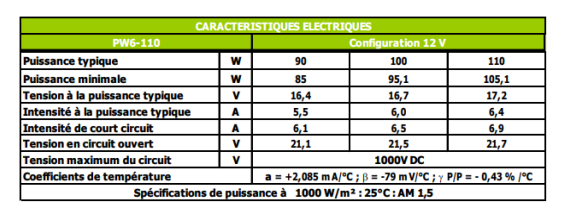 CARACTERISTIQUES ELECTRIQUES
PW6-110 Configuration 12 V
Puissance typique W 90 100 110
Puissance minimale W 85 95,1 105,1
Tension à la puissance typique V 16,4 16,7 17,2
Intensité à la puissance typique A 5,5 6,0 6,4
Intensité de court circuit A 6,1 6,5 6,9
Tension en circuit ouvert V 21,1 21,5 21,7
Tension maximum du circuit V 1000V DC
Coefficients de température a = +2,085 mA/°C ; β = -79 mV/°C ; γ P/P = - 0,43 % /°C
Spécifications de puissance à 1000 W/m² : 25°C : AM 1,5